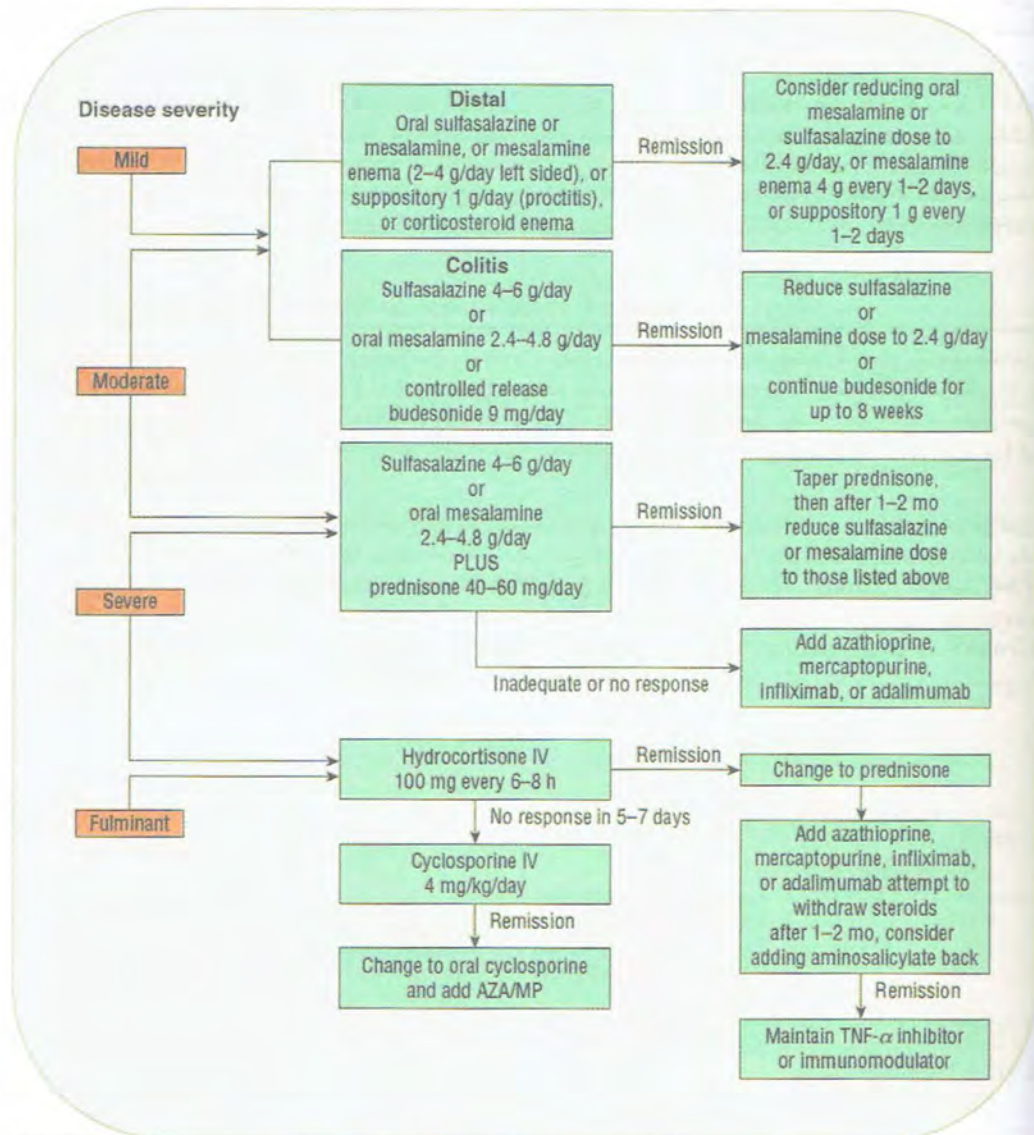 Disease severity
Mild
Moderate
Severe
Fulminant
Distal
Oral sulfasalazine or
mesalamine, or mesalamine
enema (2–4 g/day left sided), or
suppository 1 g/day (proctitis),
or corticosteroid enema
Remission
Consider reducing oral
mesalamine or
sulfasalazine dose to
2.4 g/day, or mesalamine
enema 4 g every 1–2 days,
or suppository 1 g every
1–2 days
Colitis
Sulfasalazine 4–6 g/day
or
oral mesalamine 2.4–4.8 g/day
or
controlled release
budesonide 9 mg/day
Remission
Reduce sulfasalazine
or
mesalamine dose to 2.4 g/day
or
continue budesonide for
up to 8 weeks
Sulfasalazine 4–6 g/day
or
oral mesalamine
2.4–4.8 g/day
PLUS
prednisone 40–60 mg/day
Remission
Taper prednisone,
then after 1–2 mo
reduce sulfasalazine
or mesalamine dose
to those listed above
Inadequate or no response
Add azathioprine,
mercaptopurine,
infliximab, or adalimumab
Hydrocortisone IV
100 mg every 6–8 h
Remission
Change to prednisone
No response in 5–7 days
Cyclosporine IV
4 mg/kg/day
Remission
Change to oral cyclosporine
and add AZA/MP
Add azathioprine,
mercaptopurine, infliximab,
or adalimumab attempt to
withdraw steroids
after 1–2 mo, consider
adding aminosalicylate back
Remission
Maintain TNF-α inhibitor
or immunomodulator